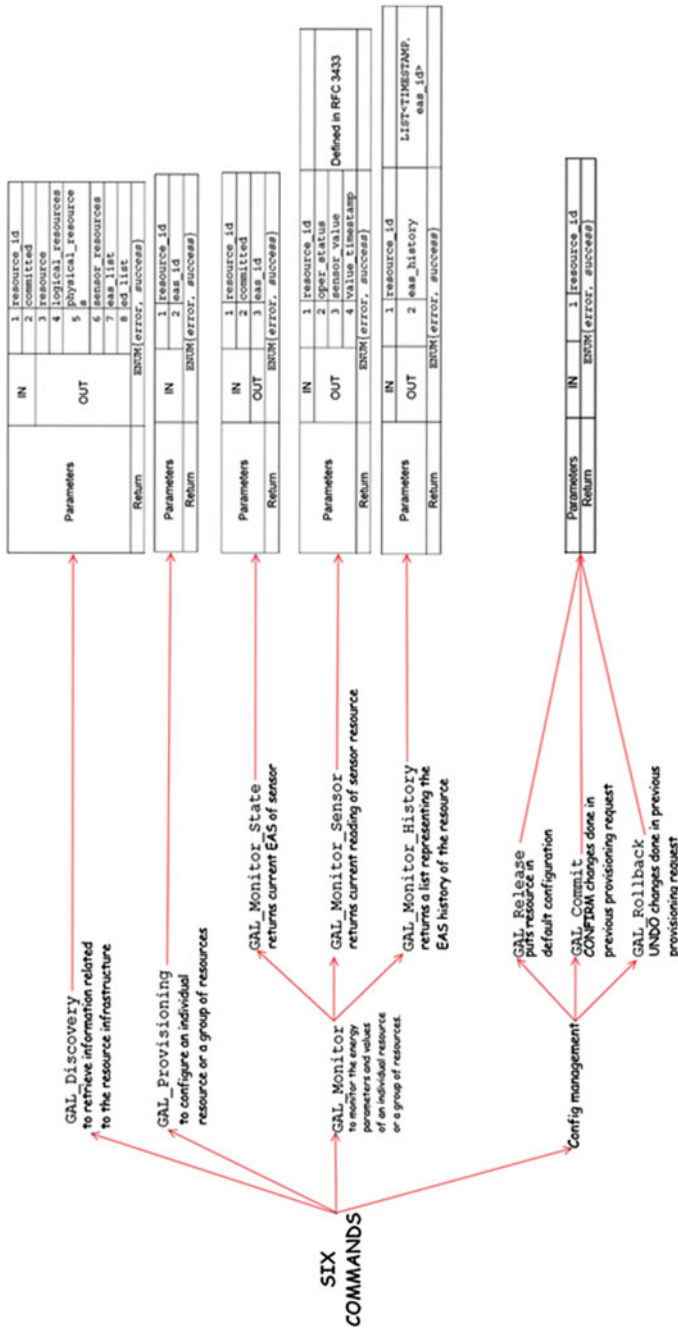 SIX
COMMANDS
GAL_Discovery
to retrieve information related
to the resource infrastructure
GAL_Provisioning
to configure an individual
resource or a group of resources
GAL_Monitor
to monitor the energy
parameters and values
of an individual resource
or a group of resources.
Config management
GAL_Monitor_State
returns current EAS of sensor
GAL_Monitor_Sensor
returns current reading of sensor resource
GAL_Monitor_History
returns a list representing the
EAS history of the resource
GAL_Release
puts resource in
default configuration
GAL_Commit
CONFIRM changes done in
previous provisioning request
GAL_Rollback
UNDO changes done in previous
provisioning request
Parameters IN 1 resource_id
2 committed
OUT 3 resource
4 logical_resources
5 physical_resource
s
6 sensor_resources
7 eas_list
8 ed_list
Return ENUM{error, success}
Parameters IN 1 resource_id
2 eas_id
Return ENUM{error, success}
Parameters IN 1 resource_id
2 committed
OUT 3 eas_id
Return ENUM{error, success}
Parameters IN 1 resource_id
OUT 2 oper_status Defined in RFC 3433
3 sensor_value
4 value_timestamp
Return ENUM{error, success}
Parameters IN 1 resource_id
OUT 2 eas_history LIST<TIMESTAMP,
eas_id>
Return ENUM{error, success}
Parameters IN 1 resource_id
Return ENUM{error, success}